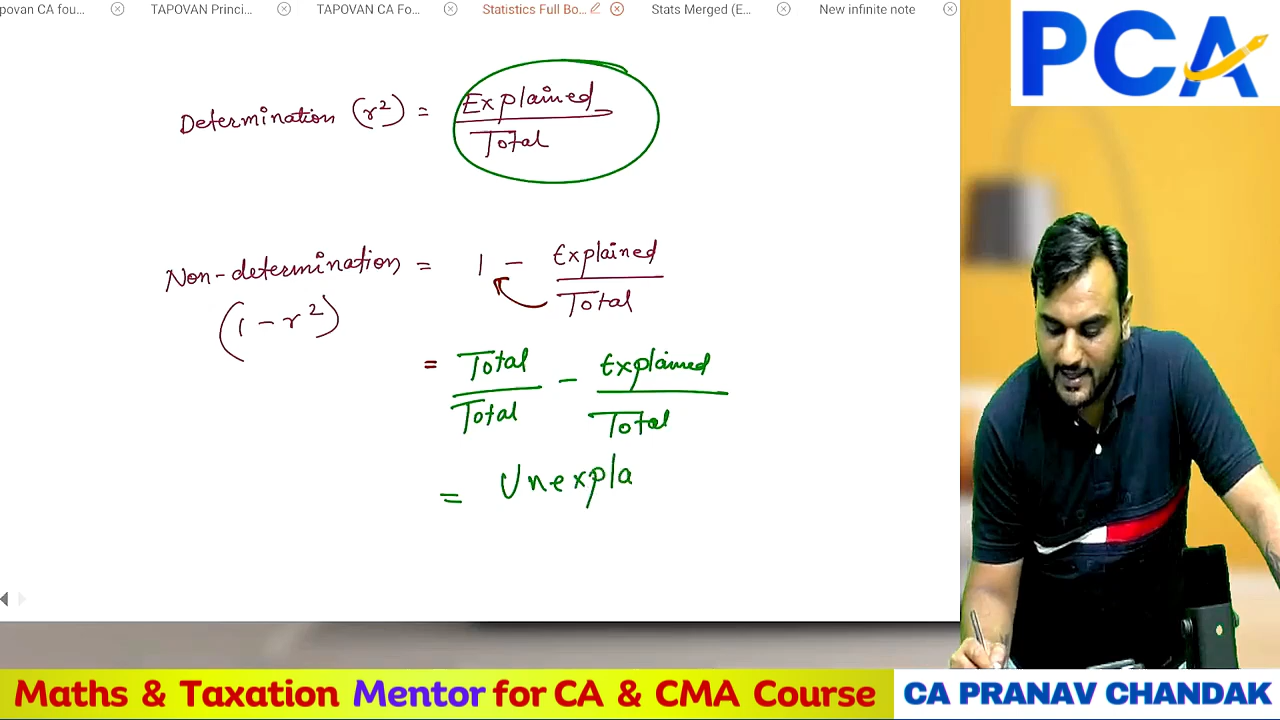 povan CA fou... TAPOVAN Princi... TAPOVAN CA Fo... Statistics Full Bo... Stats Merged (E... New infinite note
PCA
Determination (r²) = Explained
Total
Non-determination = 1 - Explained
Total
(1 - r²)
= Total - Explained
Total Total
= Unexpla
Maths & Taxation Mentor for CA & CMA Course
CA PRANAV CHANDAK